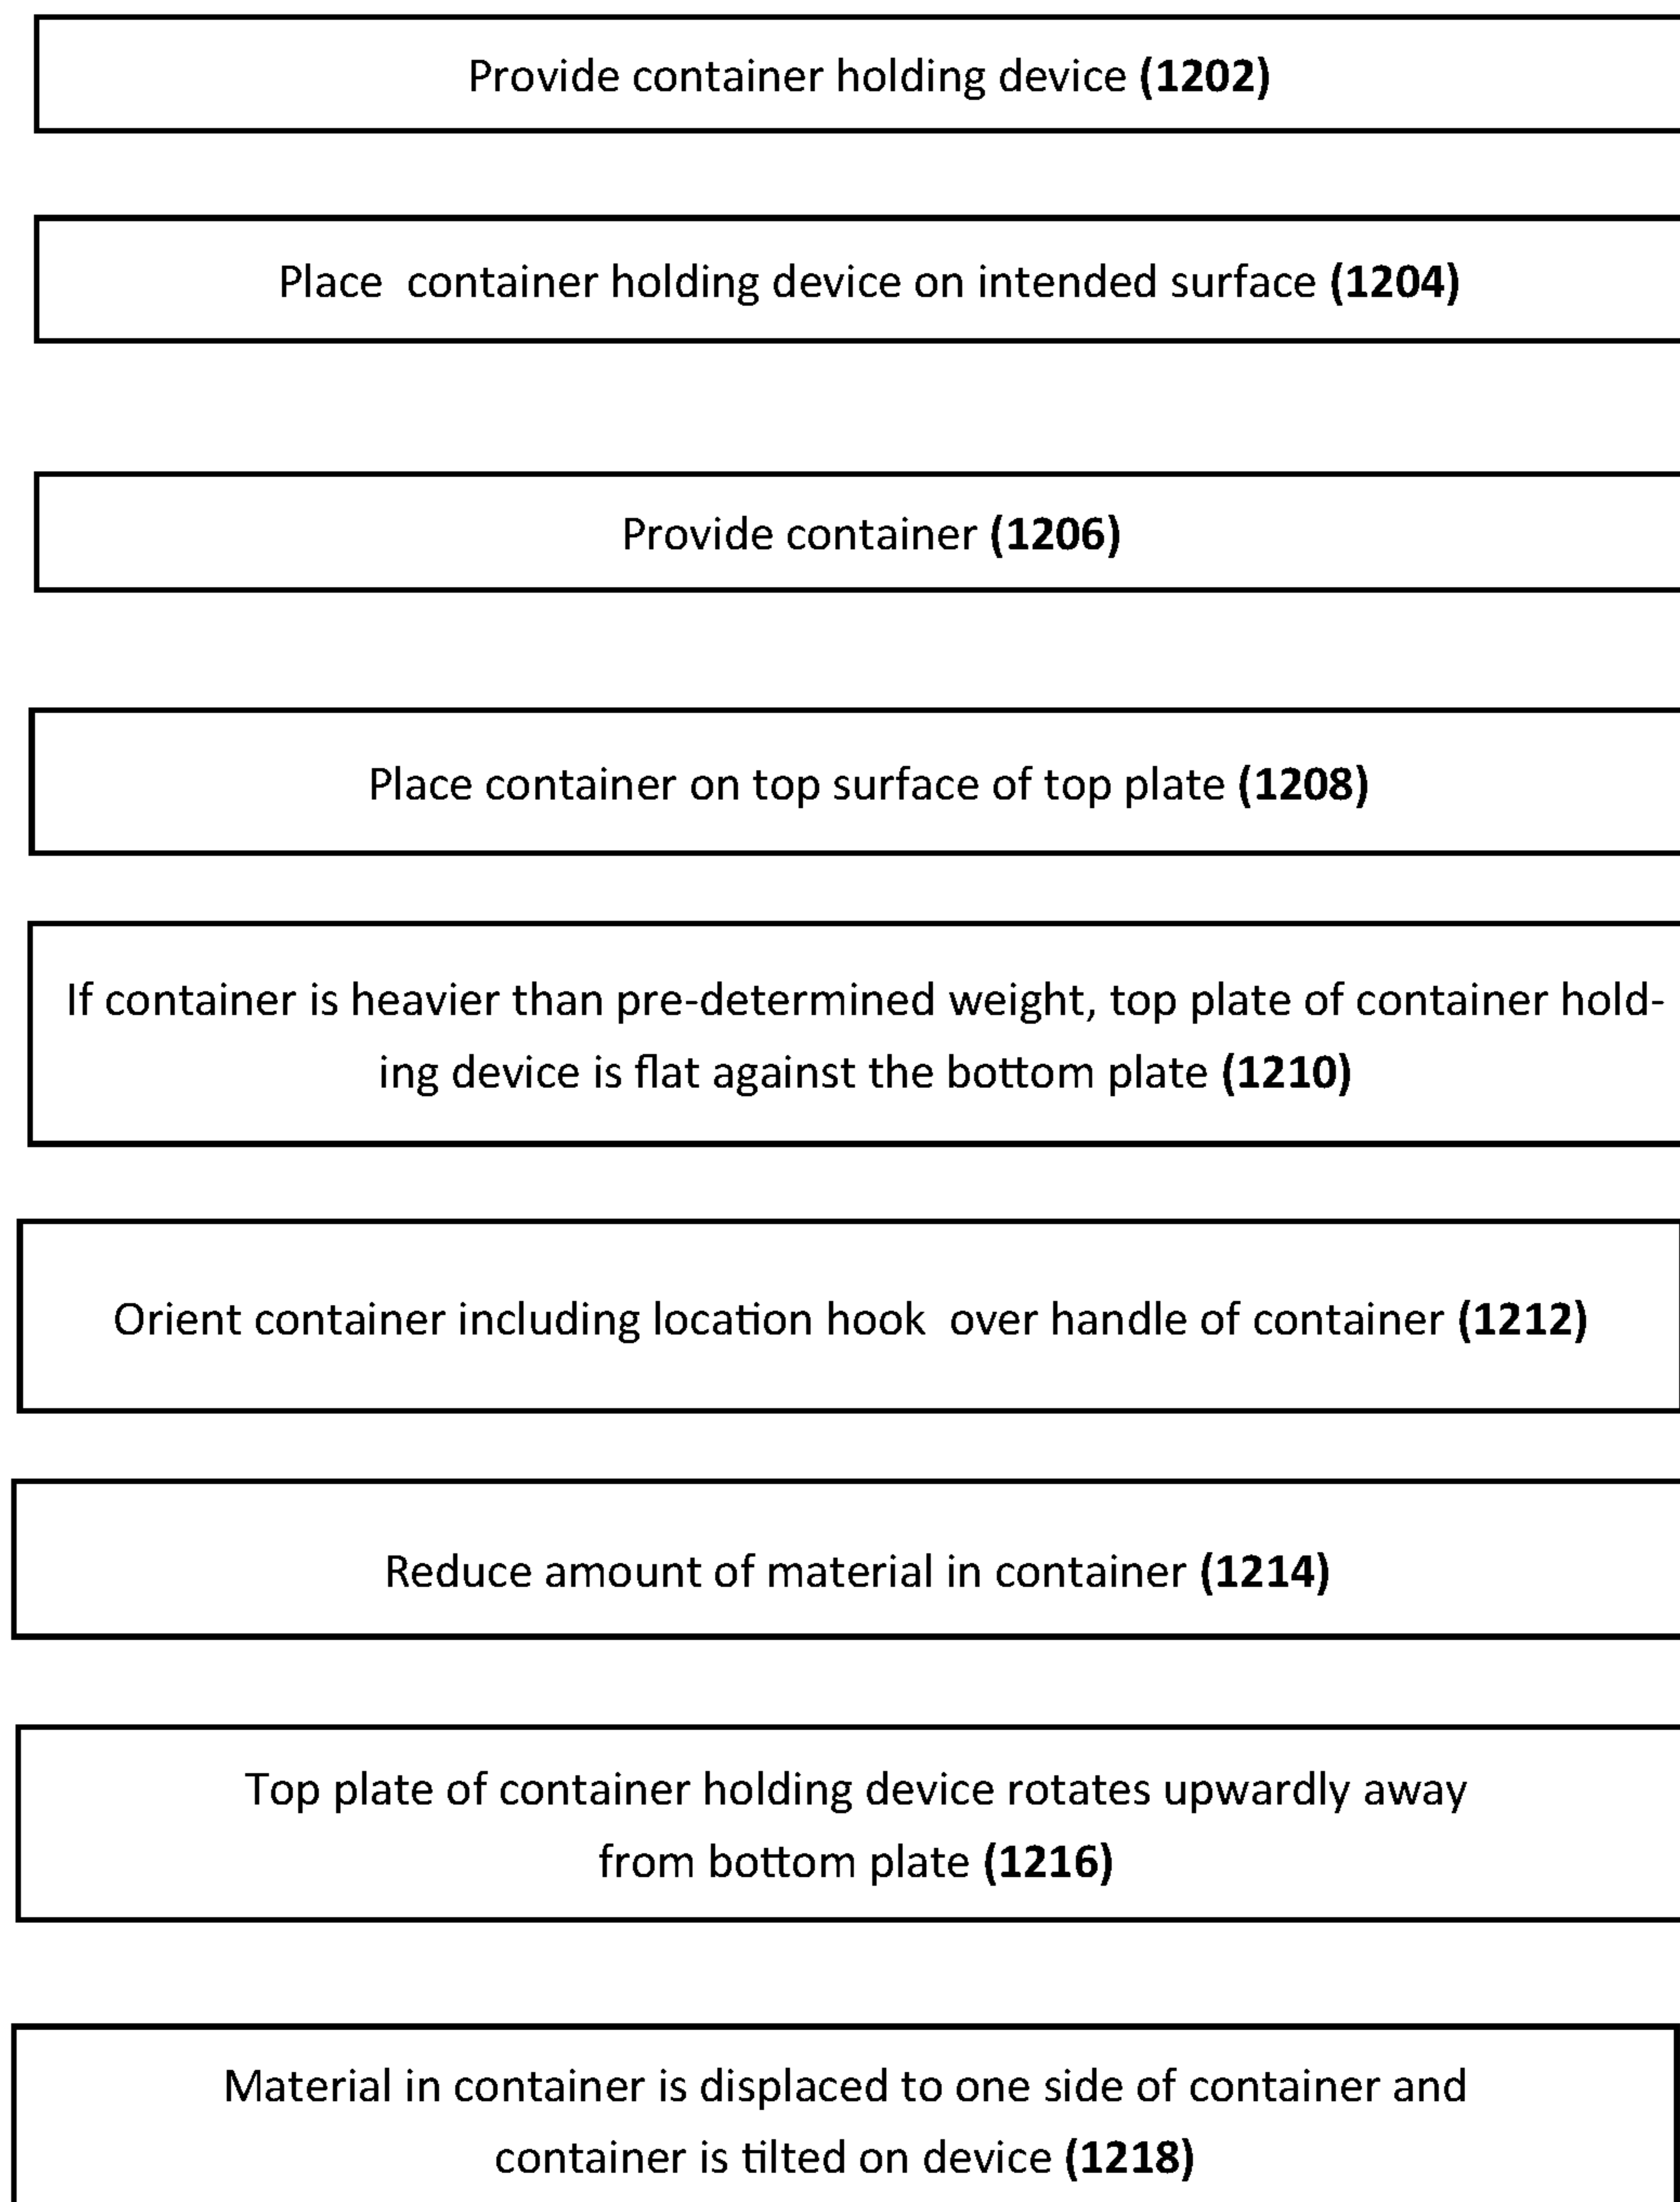 Provide container holding device (1202)
Place container holding device on intended surface (1204)
Provide container (1206)
Place container on top surface of top plate (1208)
If container is heavier than pre-determined weight, top plate of container hold-
ing device is flat against the bottom plate (1210)
Orient container including location hook over handle of container (1212)
Reduce amount of material in container (1214)
Top plate of container holding device rotates upwardly away
from bottom plate (1216)
Material in container is displaced to one side of container and
container is tilted on device (1218)